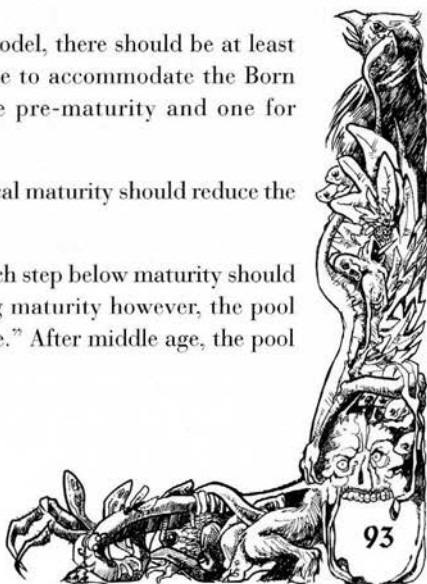 odel, there should be at least
e to accommodate the Born
e pre-maturity and one for
cal maturity should reduce the
ch step below maturity should
g maturity however, the pool
e.” After middle age, the pool
93